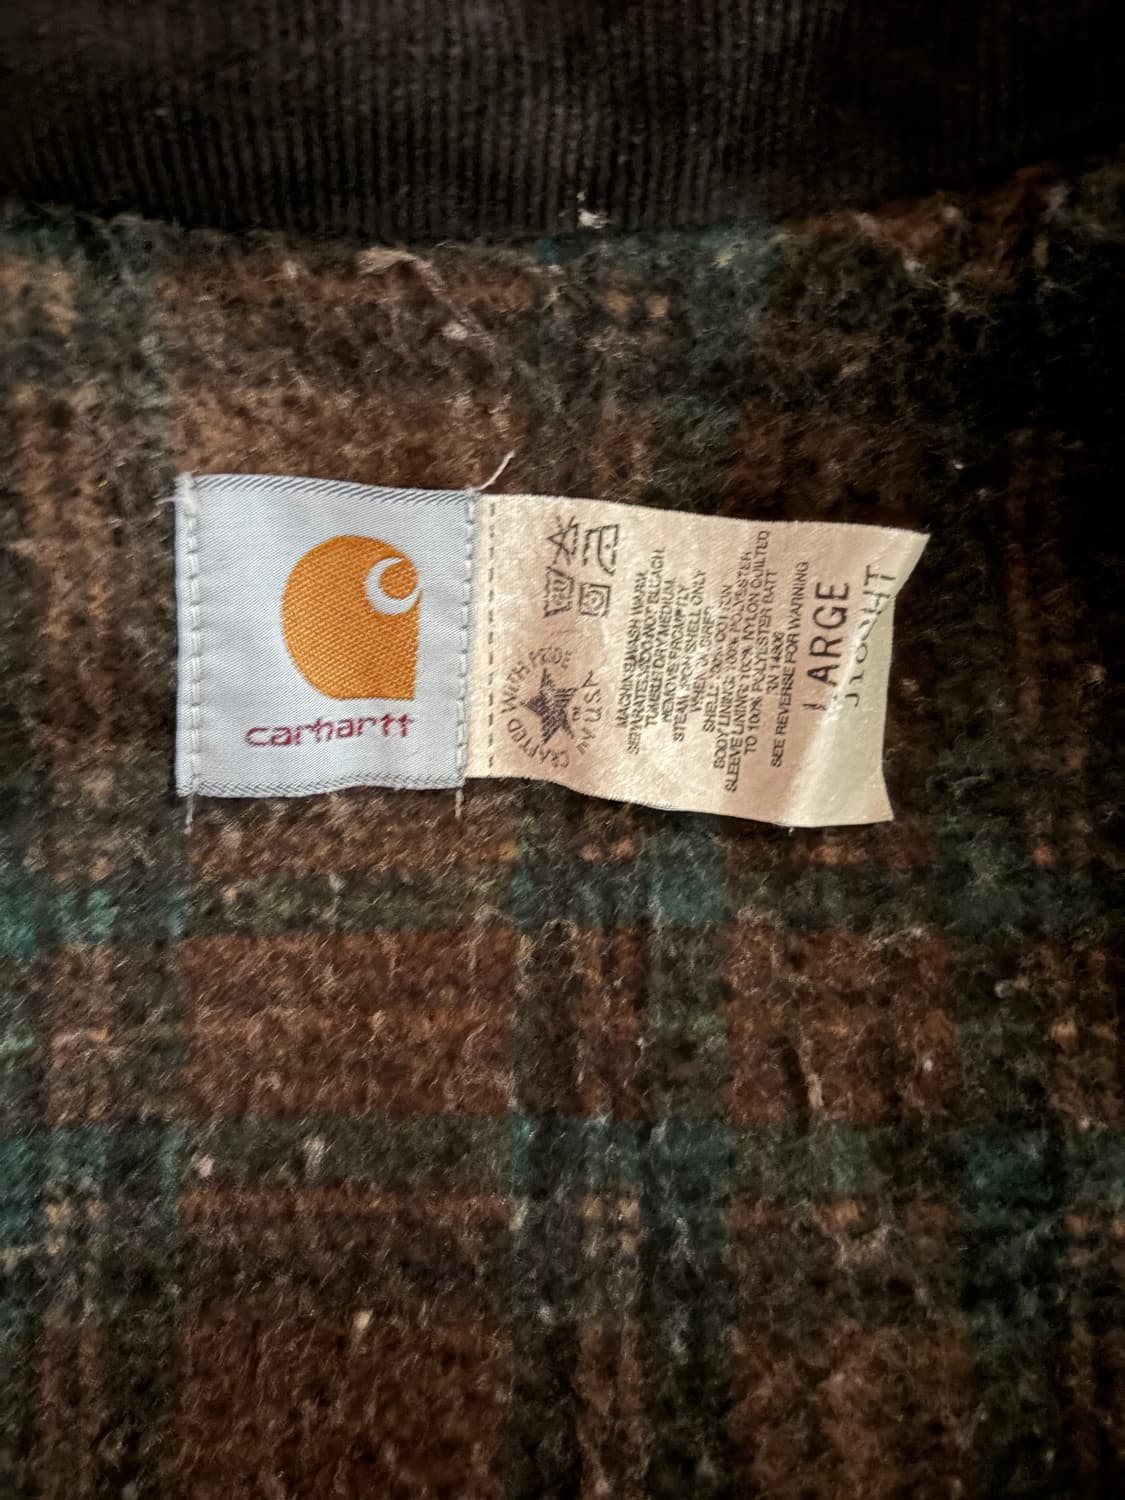 carhartt
CRAFTED WITH PRIDE
IN U.S.A.
MACHINE WASH WARM
SEPARATELY DO NOT BLEACH
TUMBLE DRY MEDIUM
REMOVE PROMPTLY
STEAM IRON SHELL ONLY
WHEN
SHELL: 100% COTTON
BODY LINING: 100% POLYESTER
SLEEVE LINING: 100% NYLON QUILTED
TO 100% POLYESTER BATT
RN 14806
SEE REVERSE FOR WARNING
LARGE